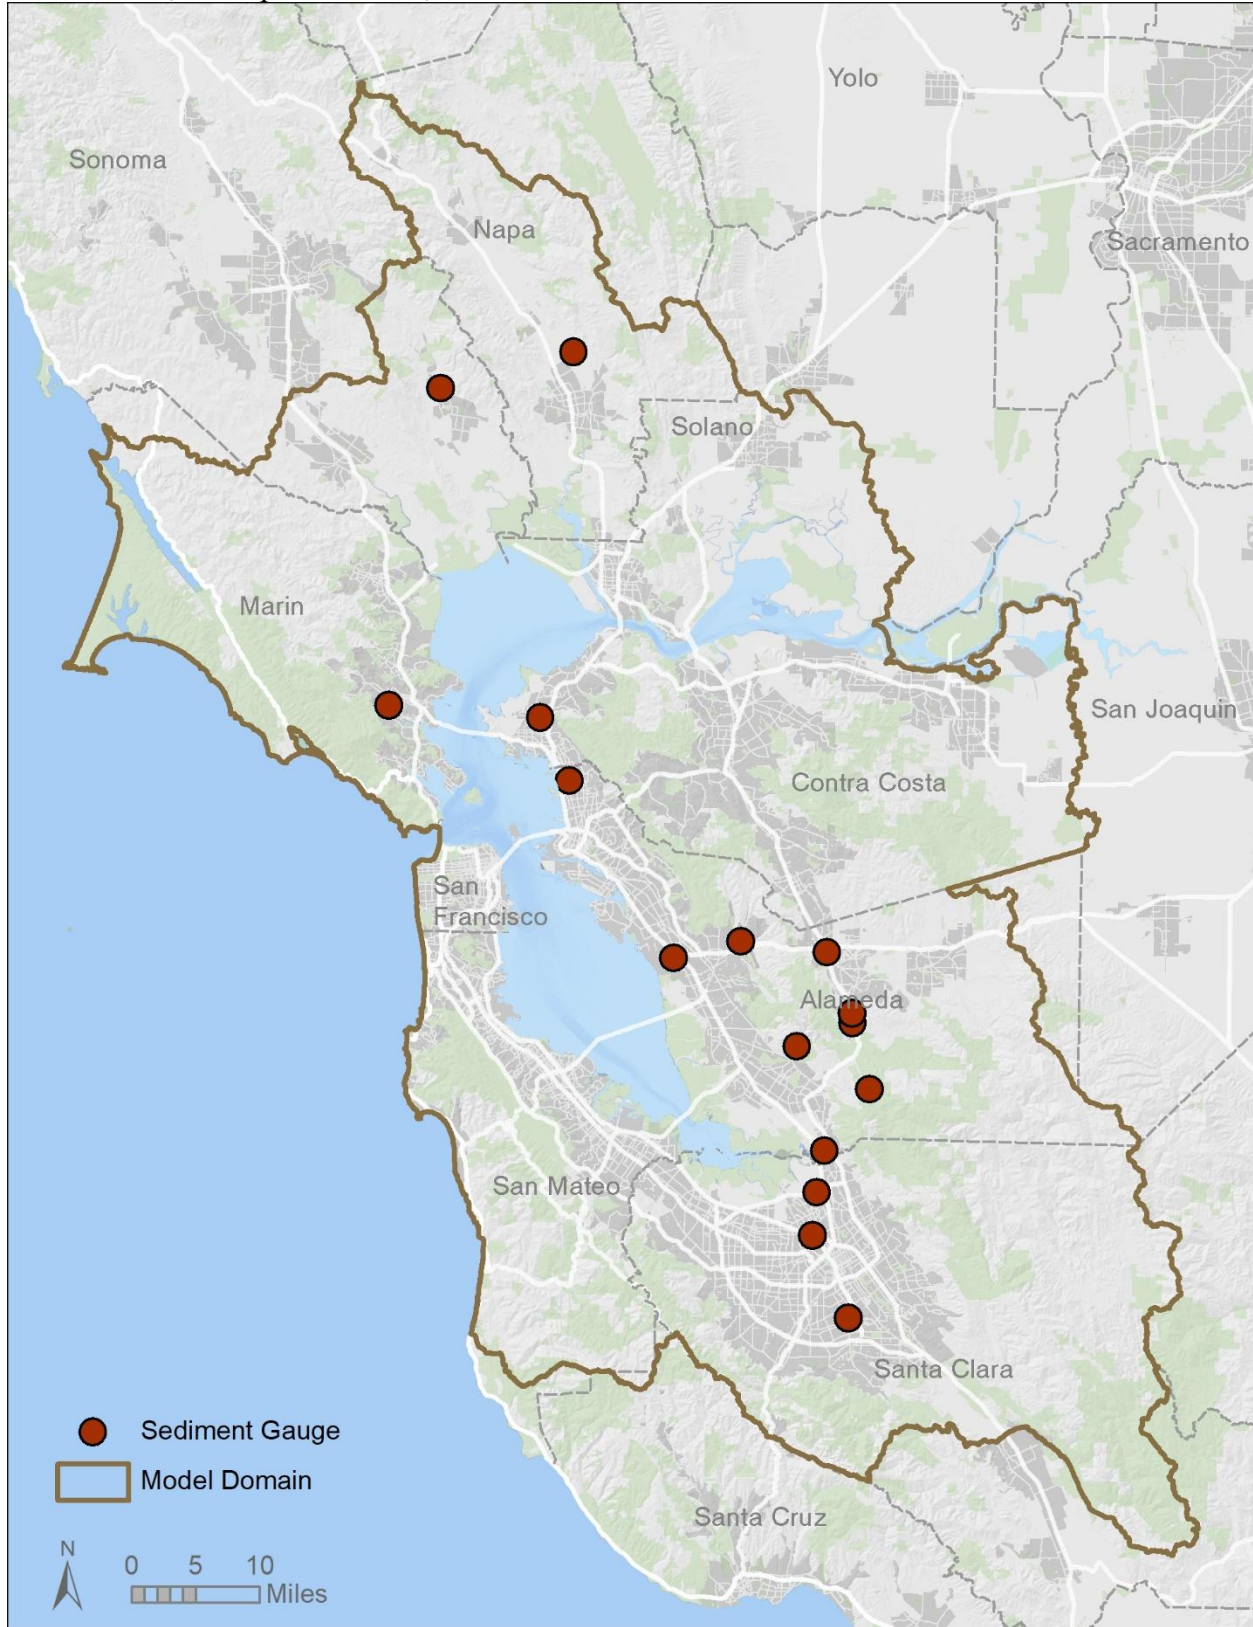 Yolo
Sonoma
Napa
Sacramento
Solano
Marin
San Joaquin
Contra Costa
San
Francisco
Alameda
San Mateo
Santa Clara
Sediment Gauge
Model Domain
Santa Cruz
N
0 5 10
Miles